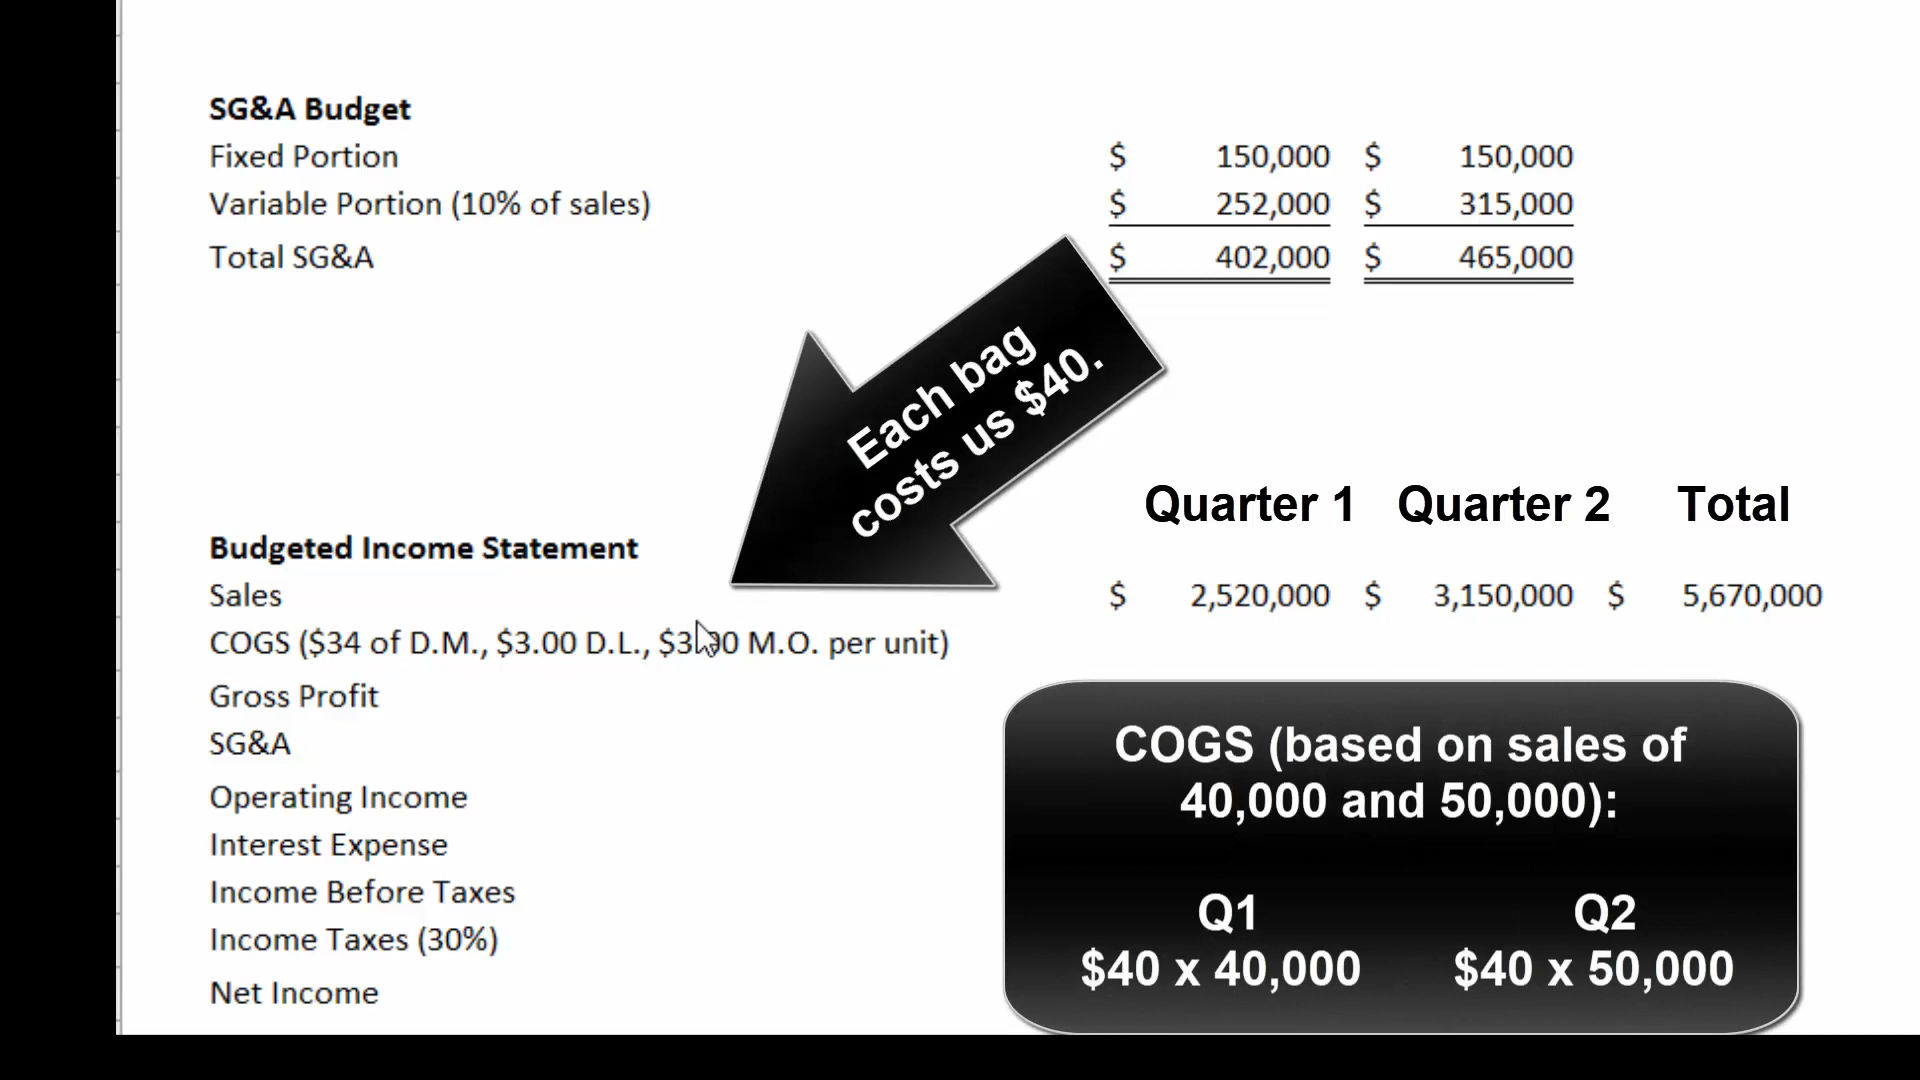 SG&A Budget
Fixed Portion $ 150,000 $ 150,000
Variable Portion (10% of sales) $ 252,000 $ 315,000
Total SG&A $ 402,000 $ 465,000
Each bag
costs us $40.
Quarter 1 Quarter 2 Total
Budgeted Income Statement
Sales $ 2,520,000 $ 3,150,000 $ 5,670,000
COGS ($34 of D.M., $3.00 D.L., $3.00 M.O. per unit)
Gross Profit
SG&A
Operating Income
Interest Expense
Income Before Taxes
Income Taxes (30%)
Net Income
COGS (based on sales of
40,000 and 50,000):
Q1 Q2
$40 x 40,000 $40 x 50,000